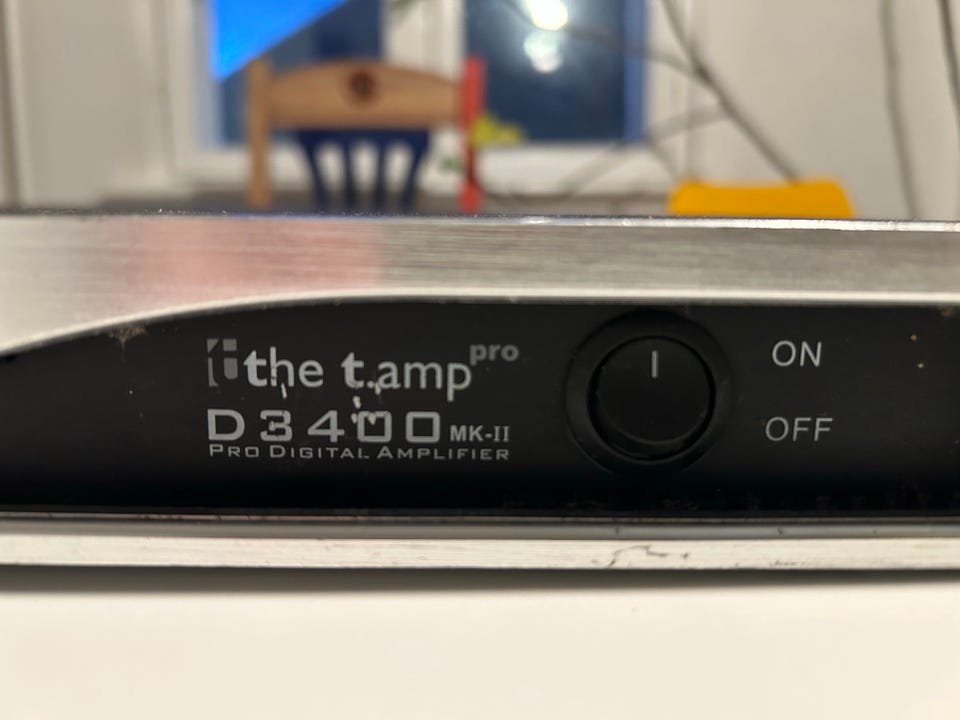 the t.amp pro
D3400 MK-II
PRO DIGITAL AMPLIFIER
ON
OFF